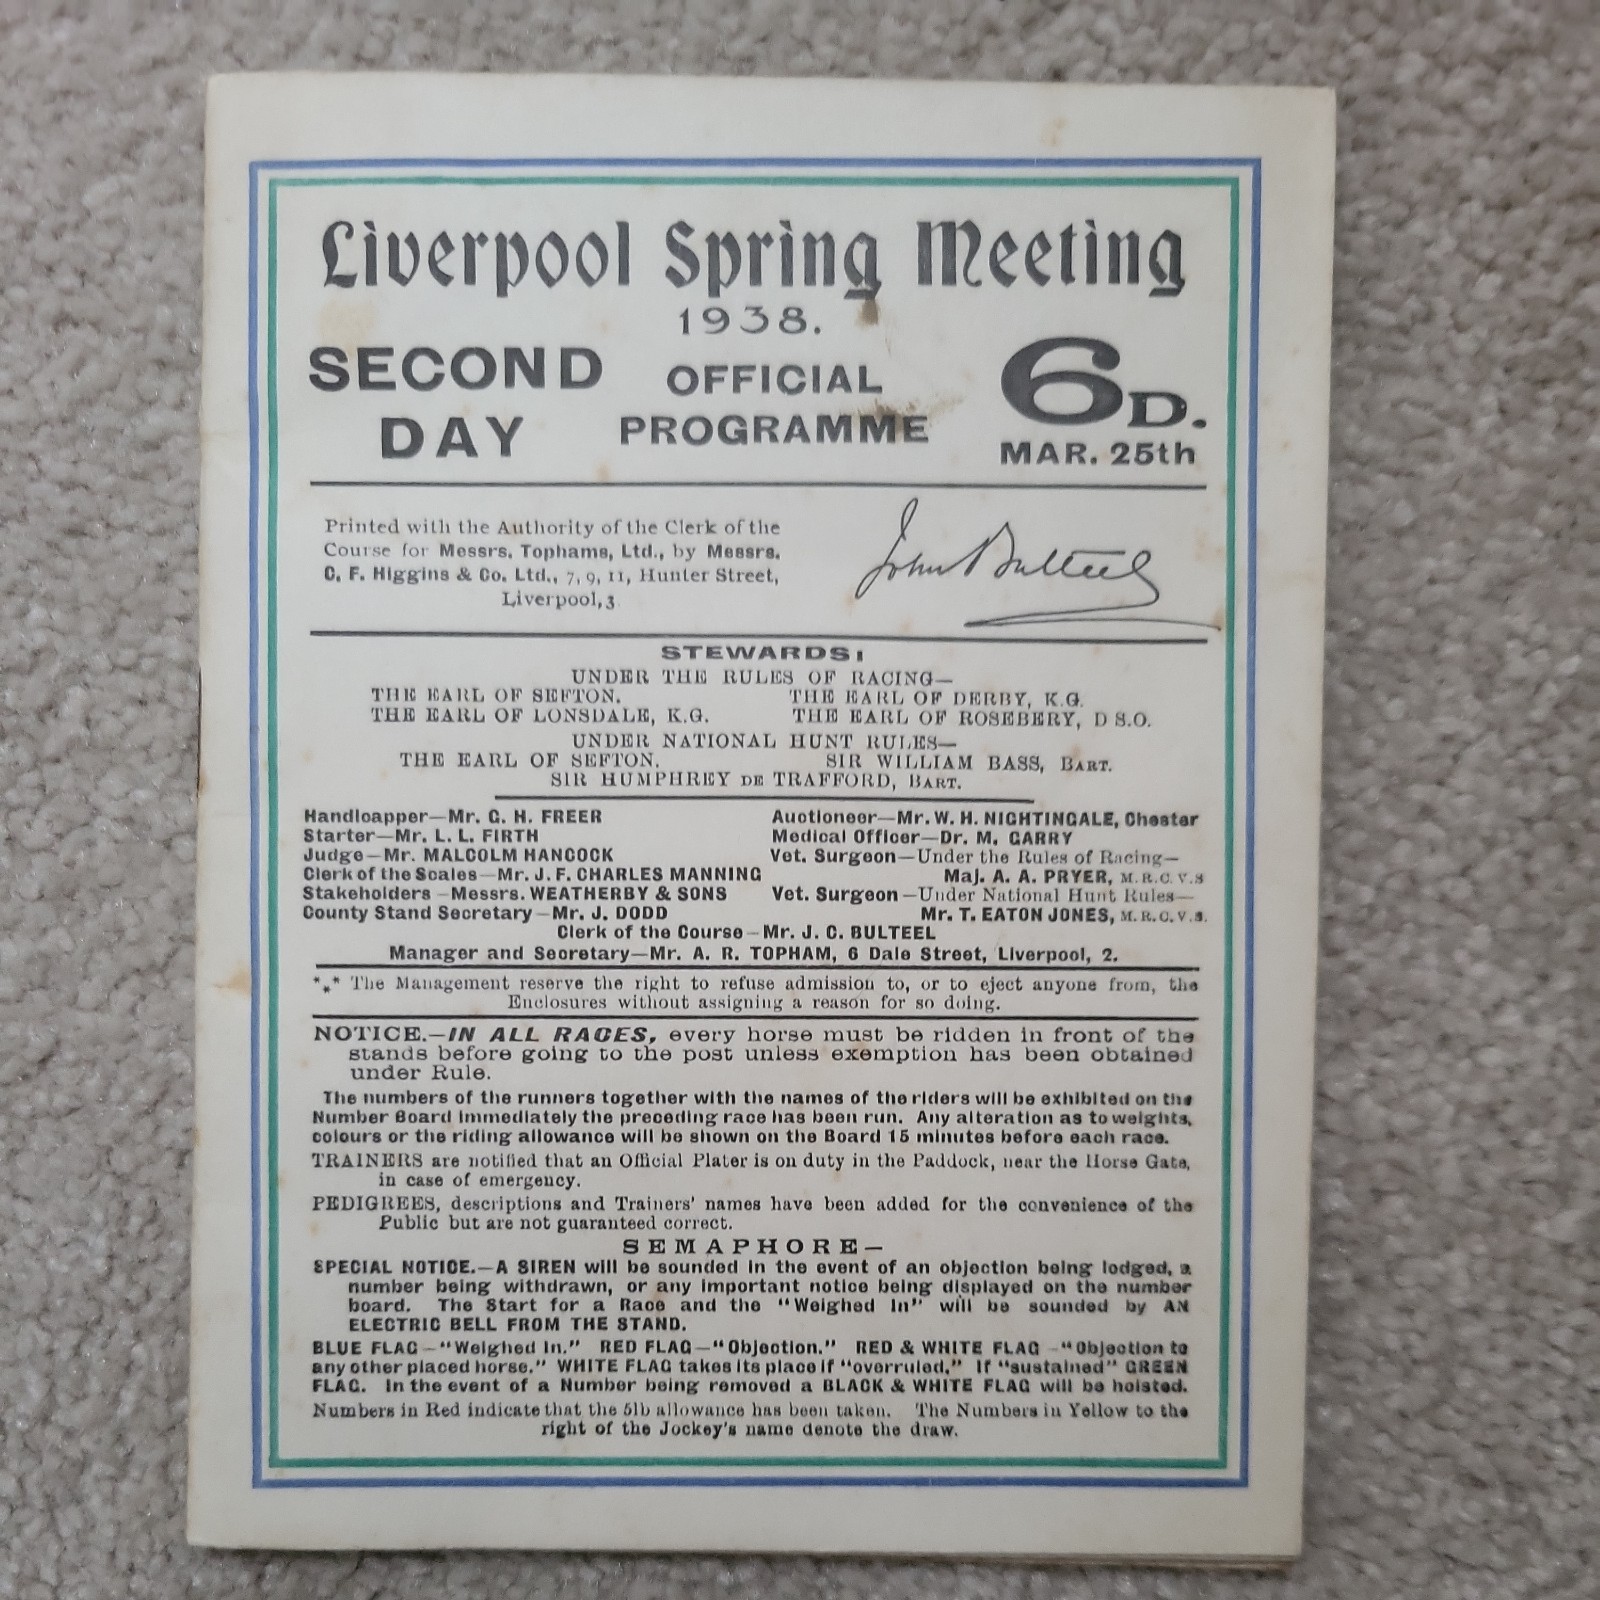 Liverpool Spring Meeting
1938.
SECOND DAY
OFFICIAL PROGRAMME
6D.
MAR. 25th
Printed with the Authority of the Clerk of the
Course for Messrs. Tophams, Ltd., by Messrs.
C. F. Higgins & Co. Ltd., 7, 9, 11, Hunter Street,
Liverpool, 3
John Bulteel
STEWARDS:
UNDER THE RULES OF RACING—
THE EARL OF SEFTON. THE EARL OF DERBY, K.G.
THE EARL OF LONSDALE, K.G. THE EARL OF ROSEBERY, D S.O.
UNDER NATIONAL HUNT RULES—
THE EARL OF SEFTON. SIR WILLIAM BASS, BART.
SIR HUMPHREY DE TRAFFORD, BART.
Handicapper—Mr. G. H. FREER
Starter—Mr. L. L. FIRTH
Judge—Mr. MALCOLM HANCOCK
Clerk of the Scales—Mr. J. F. CHARLES MANNING
Stakeholders—Messrs. WEATHERBY & SONS
County Stand Secretary—Mr. J. DODD
Auctioneer—Mr. W. H. NIGHTINGALE, Chester
Medical Officer—Dr. M. GARRY
Vet. Surgeon—Under the Rules of Racing—
Maj. A. A. PRYER, M.R.C.V.S
Vet. Surgeon—Under National Hunt Rules—
Mr. T. EATON JONES, M.R.C.V.S.
Clerk of the Course—Mr. J. C. BULTEEL
Manager and Secretary—Mr. A. R. TOPHAM, 6 Dale Street, Liverpool, 2.
*** The Management reserve the right to refuse admission to, or to eject anyone from, the
Enclosures without assigning a reason for so doing.
NOTICE.—IN ALL RACES, every horse must be ridden in front of the
stands before going to the post unless exemption has been obtained
under Rule.
The numbers of the runners together with the names of the riders will be exhibited on the
Number Board immediately the preceding race has been run. Any alteration as to weights,
colours or the riding allowance will be shown on the Board 15 minutes before each race.
TRAINERS are notified that an Official Plater is on duty in the Paddock, near the Horse Gate,
in case of emergency.
PEDIGREES, descriptions and Trainers' names have been added for the convenience of the
Public but are not guaranteed correct.
SEMAPHORE—
SPECIAL NOTICE.—A SIREN will be sounded in the event of an objection being lodged, a
number being withdrawn, or any important notice being displayed on the number
board. The Start for a Race and the "Weighed In" will be sounded by AN
ELECTRIC BELL FROM THE STAND.
BLUE FLAG—"Weighed In." RED FLAG—"Objection." RED & WHITE FLAG—"Objection to
any other placed horse." WHITE FLAG takes its place if "overruled." If "sustained" GREEN
FLAG. In the event of a Number being removed a BLACK & WHITE FLAG will be hoisted.
Numbers in Red indicate that the 5lb allowance has been taken. The Numbers in Yellow to the
right of the Jockey's name denote the draw.